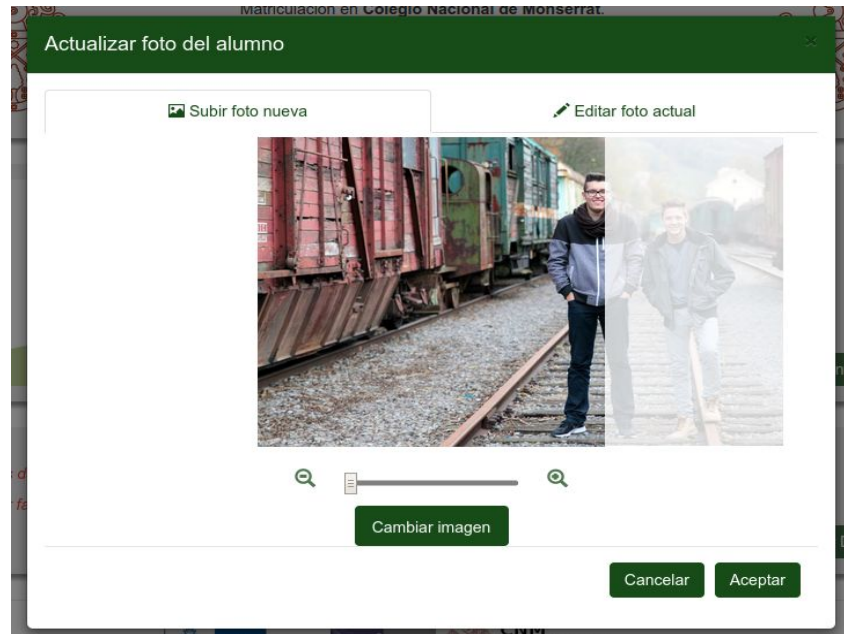 Matriculación en Colegio Nacional de Monserrat.
Actualizar foto del alumno
×
Subir foto nueva
Editar foto actual
Cambiar imagen
Cancelar
Aceptar
CNM